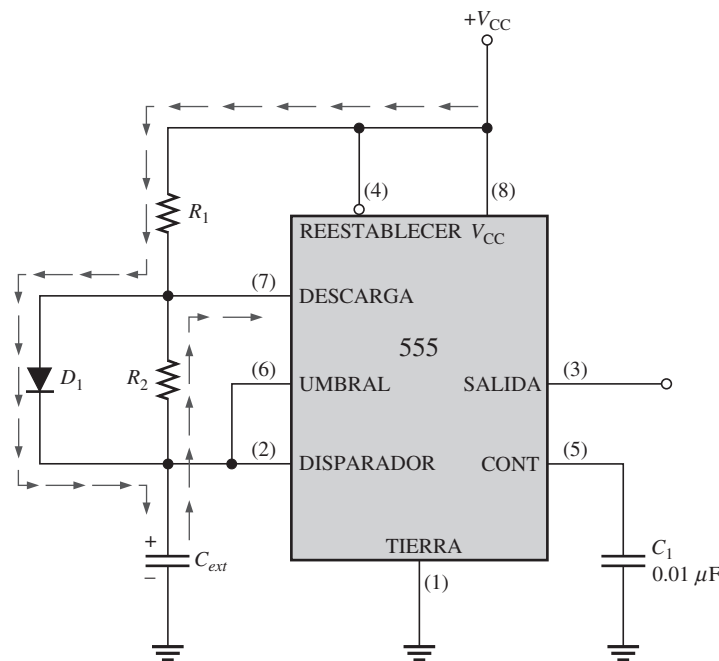 +V_CC
(4)
(8)
R_1
REESTABLECER V_CC
(7)
DESCARGA
555
D_1
R_2
(6)
UMBRAL
SALIDA
(3)
(2)
DISPARADOR
CONT
(5)
+
C_ext
–
TIERRA
(1)
C_1
0.01 μF